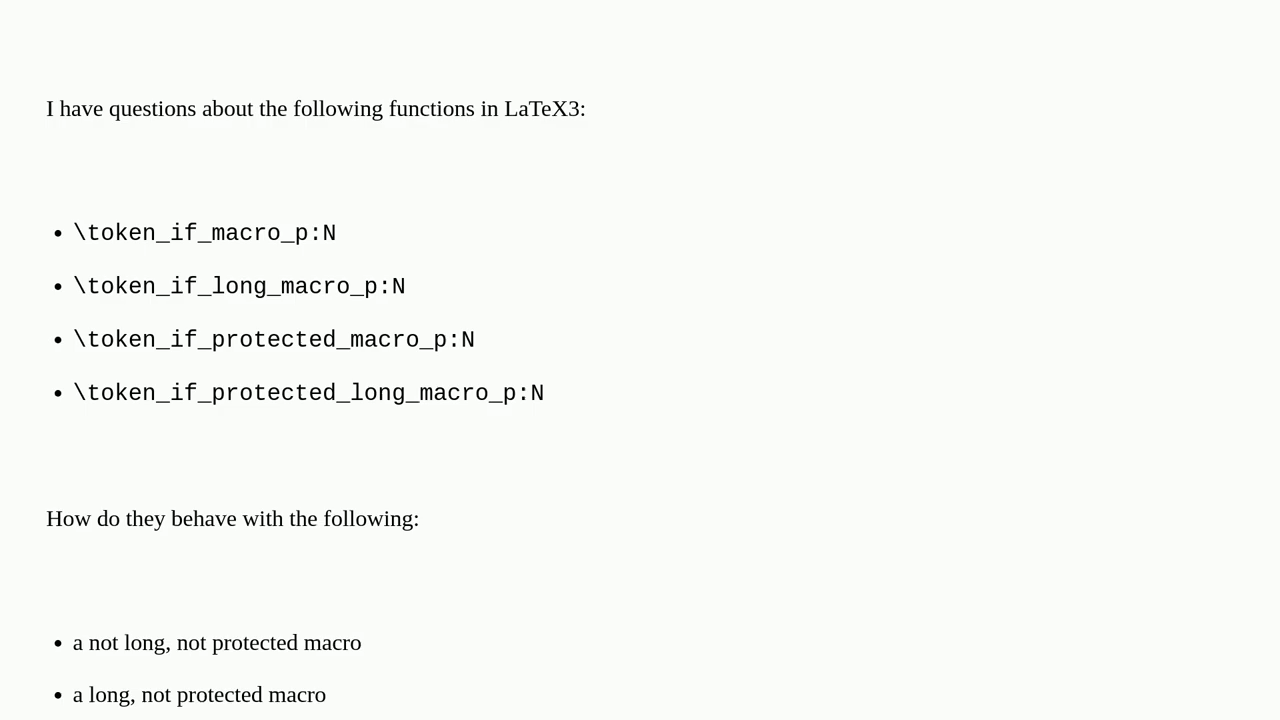 I have questions about the following functions in LaTeX3:
• \token_if_macro_p:N
• \token_if_long_macro_p:N
• \token_if_protected_macro_p:N
• \token_if_protected_long_macro_p:N
How do they behave with the following:
• a not long, not protected macro
• a long, not protected macro